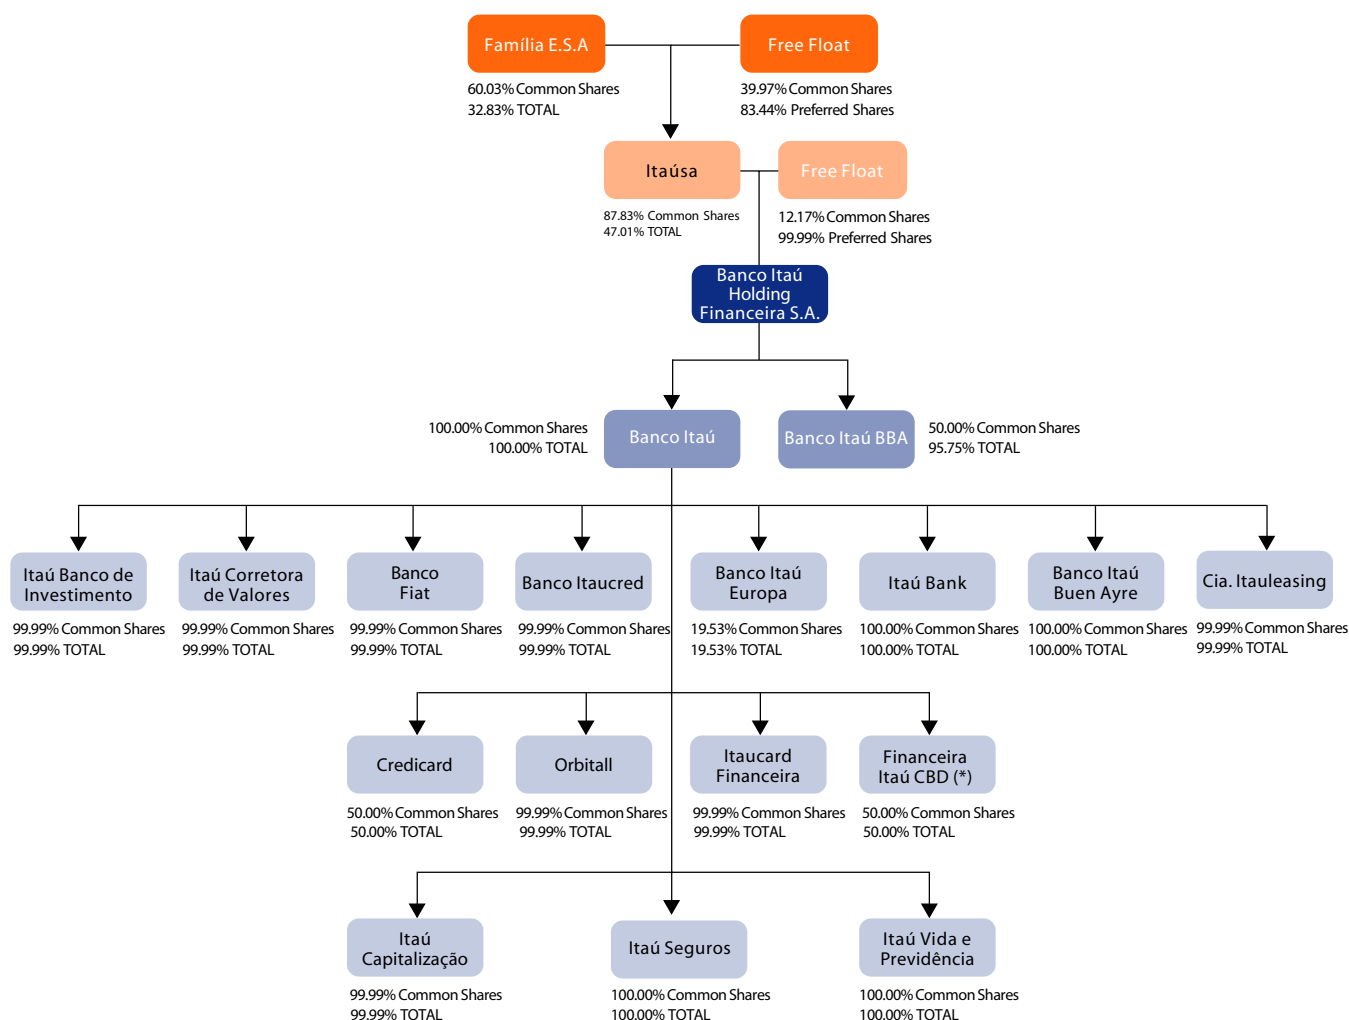 Família E.S.A
60.03% Common Shares
32.83% TOTAL
Free Float
39.97% Common Shares
83.44% Preferred Shares
Itaúsa
87.83% Common Shares
47.01% TOTAL
Free Float
12.17% Common Shares
99.99% Preferred Shares
Banco Itaú
Holding
Financeira S.A.
100.00% Common Shares
100.00% TOTAL
Banco Itaú
Banco Itaú BBA
50.00% Common Shares
95.75% TOTAL
Itaú Banco de
Investimento
99.99% Common Shares
99.99% TOTAL
Itaú Corretora
de Valores
99.99% Common Shares
99.99% TOTAL
Banco
Fiat
99.99% Common Shares
99.99% TOTAL
Banco Itaucred
99.99% Common Shares
99.99% TOTAL
Banco Itaú
Europa
19.53% Common Shares
19.53% TOTAL
Itaú Bank
100.00% Common Shares
100.00% TOTAL
Banco Itaú
Buen Ayre
100.00% Common Shares
100.00% TOTAL
Cia. Itauleasing
99.99% Common Shares
99.99% TOTAL
Credicard
50.00% Common Shares
50.00% TOTAL
Orbitall
99.99% Common Shares
99.99% TOTAL
Itaucard
Financeira
99.99% Common Shares
99.99% TOTAL
Financeira
Itaú CBD (*)
50.00% Common Shares
50.00% TOTAL
Itaú
Capitalização
99.99% Common Shares
99.99% TOTAL
Itaú Seguros
100.00% Common Shares
100.00% TOTAL
Itaú Vida e
Previdência
100.00% Common Shares
100.00% TOTAL